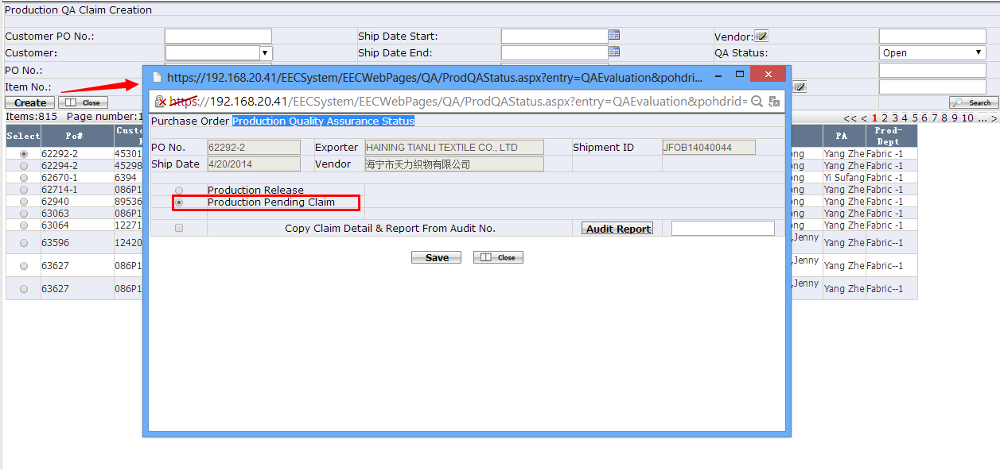 Production QA Claim Creation
Customer PO No.: Ship Date Start: Vendor:
Customer: Ship Date End: QA Status: Open
PO No.:
Item No.:
Create Close Search
Items:815 Page number:1 << < 1 2 3 4 5 6 7 8 9 10 ... >
Select Po# Custo PA Prod-Dept
62292-2 45301 ong Yang Zhe Fabric -1
62294-2 45298 ong Yang Zhe Fabric -1
62670-1 6394 ong Yi Sufang Fabric -1
62714-1 086P1 ong Yang Zhe Fabric -1
62940 89536 ong Yang Zhe Fabric -1
63063 086P1 ong Yang Zhe Fabric -1
63064 12271 ong Yang Zhe Fabric -1
63596 12420 ,Jenny Yang Zhe Fabric--1
63627 086P1 ,Jenny Yang Zhe Fabric--1
63627 086P1 ,Jenny Yang Zhe Fabric--1
https://192.168.20.41/EECSystem/EECWebPages/QA/ProdQAStatus.aspx?entry=QAEvaluation&pohdri...
https://192.168.20.41/EECSystem/EECWebPages/QA/ProdQAStatus.aspx?entry=QAEvaluation&pohdrid=
Purchase Order Production Quality Assurance Status
PO No. 62292-2 Exporter HAINING TIANLI TEXTILE CO., LTD Shipment ID JFOB14040044
Ship Date 4/20/2014 Vendor 海宁市天力织物有限公司
Production Release
Production Pending Claim
Copy Claim Detail & Report From Audit No. Audit Report
Save Close